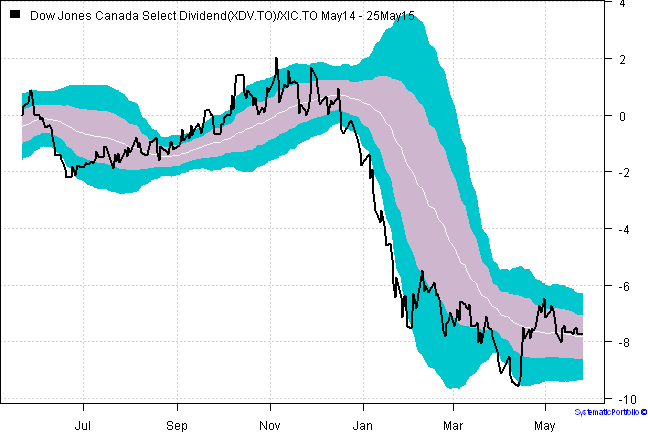 Dow Jones Canada Select Dividend(XDV.TO)/XIC.TO May14 - 25May15
4
2
0
-2
-4
-6
-8
-10
Jul Sep Nov Jan Mar May
SystematicPortfolio ©